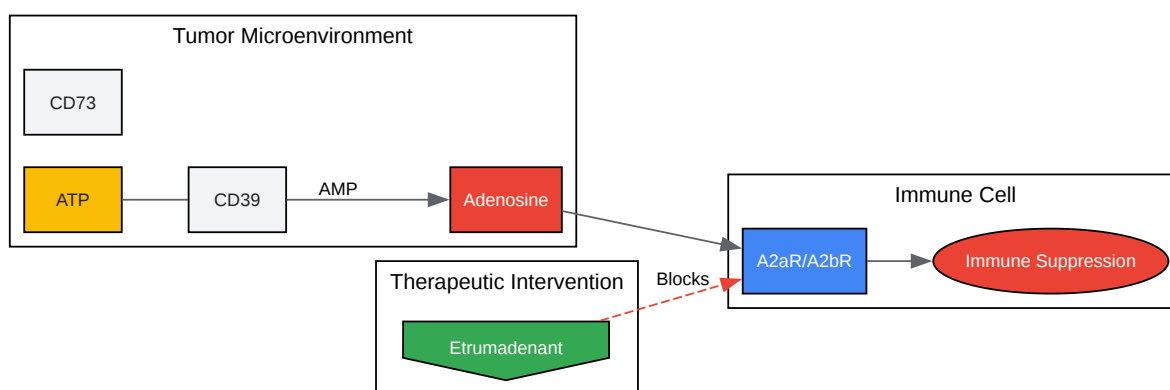 Tumor Microenvironment
CD73
ATP
CD39
AMP
Adenosine
Immune Cell
A2aR/A2bR
Immune Suppression
Therapeutic Intervention
Blocks
Etrumadenant